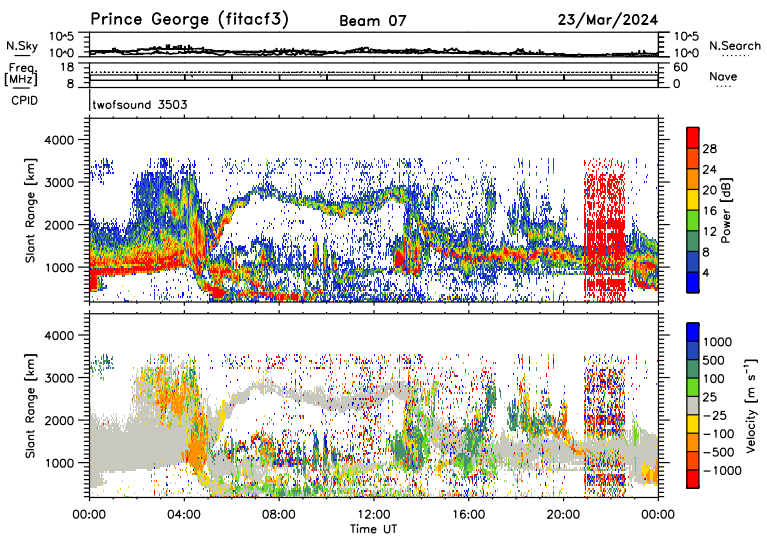 Prince George (fitacf3) Beam 07 23/Mar/2024
N.Sky 10^5 10^5 N.Search
10^0 10^0
Freq 18 60 Nave
[MHz] 8 0
CPID twofsound 3503
Slant Range [km] 4000 3000 2000 1000
Power [dB] 28 24 20 16 12 8 4
Slant Range [km] 4000 3000 2000 1000
Velocity [m s⁻¹] 1000 500 100 25 −25 −100 −500 −1000
00:00 04:00 08:00 12:00 16:00 20:00 00:00
Time UT